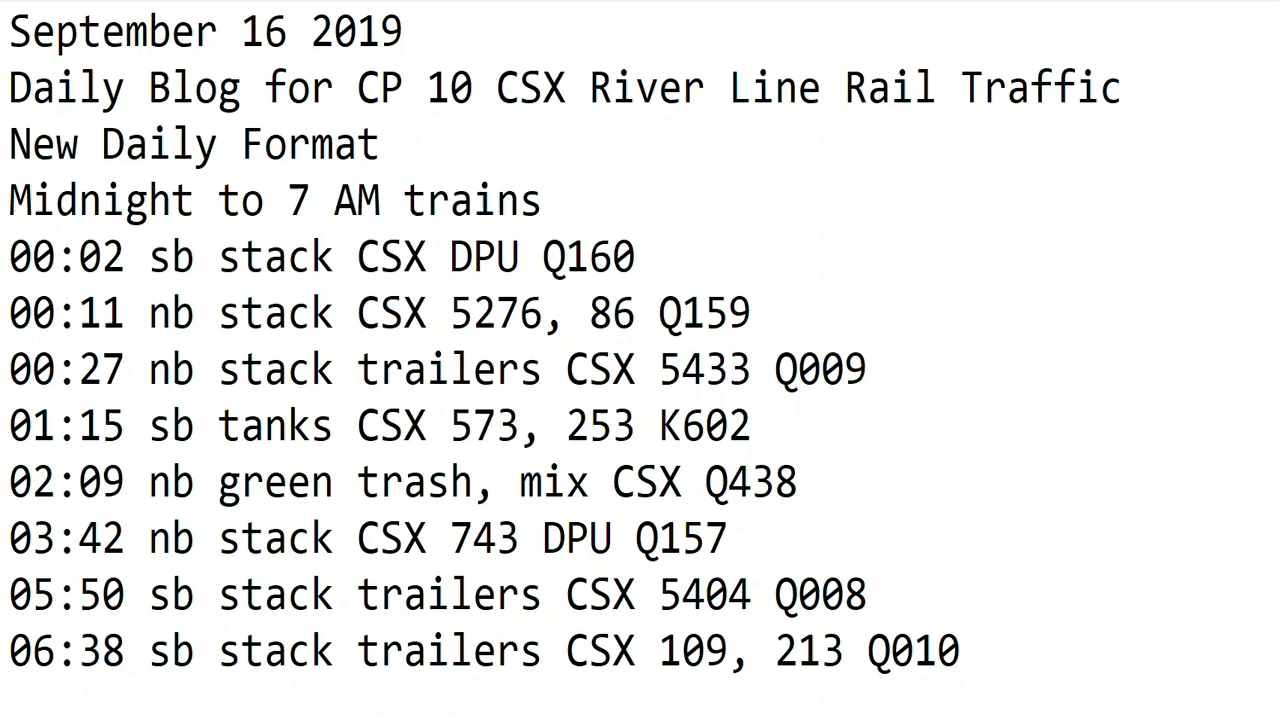 September 16 2019
Daily Blog for CP 10 CSX River Line Rail Traffic
New Daily Format
Midnight to 7 AM trains
00:02 sb stack CSX DPU Q160
00:11 nb stack CSX 5276, 86 Q159
00:27 nb stack trailers CSX 5433 Q009
01:15 sb tanks CSX 573, 253 K602
02:09 nb green trash, mix CSX Q438
03:42 nb stack CSX 743 DPU Q157
05:50 sb stack trailers CSX 5404 Q008
06:38 sb stack trailers CSX 109, 213 Q010